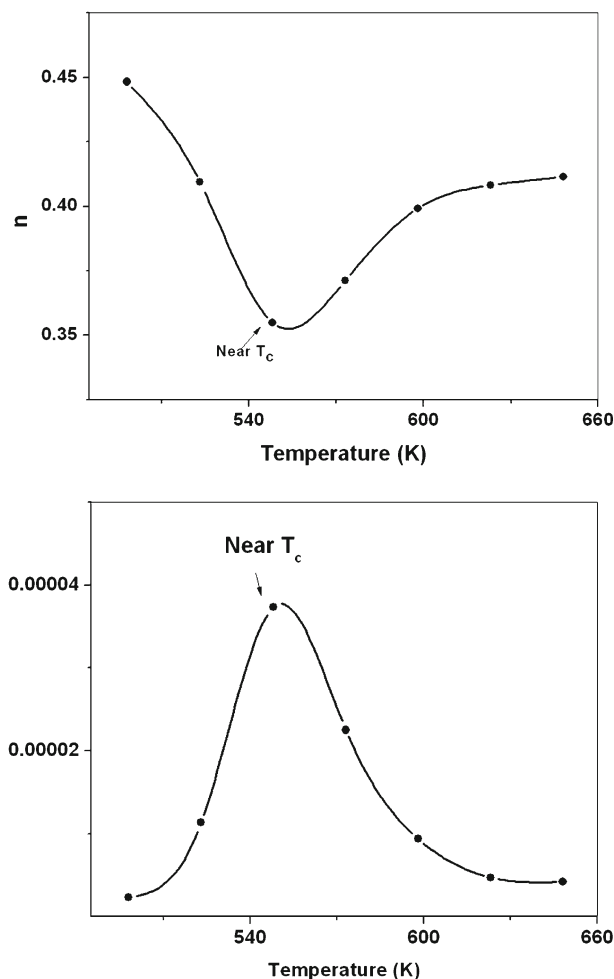 0.45
0.40
n
0.35
Near T_c
540
600
660
Temperature (K)
Near T_c
0.00004
0.00002
540
600
660
Temperature (K)